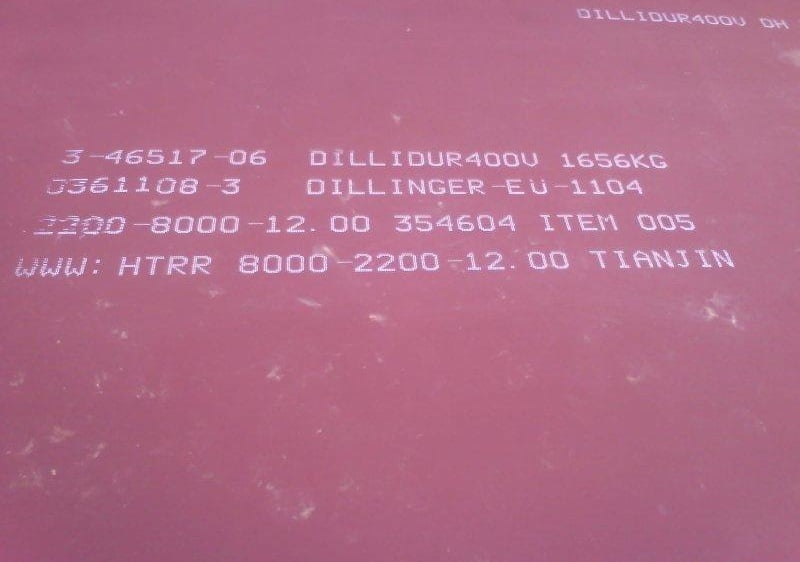 DILLIDUR400V DH
3-46517-06 DILLIDUR400V 1656KG
0361108-3 DILLINGER-EU-1104
2200-8000-12.00 354604 ITEM 005
WWW: HTRR 8000-2200-12.00 TIANJIN